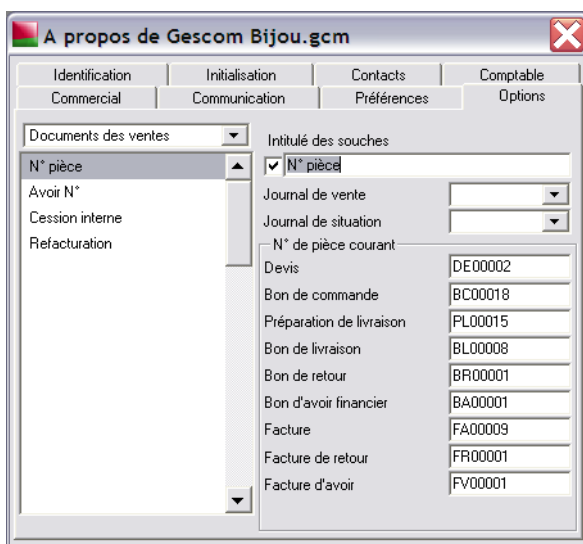 A propos de Gescom Bijou.gcm
Identification Initialisation Contacts Comptable
Commercial Communication Préférences Options
Documents des ventes
N° pièce
Avoir N°
Cession interne
Refacturation
Intitulé des souches
N° pièce
Journal de vente
Journal de situation
N° de pièce courant
Devis DE00002
Bon de commande BC00018
Préparation de livraison PL00015
Bon de livraison BL00008
Bon de retour BR00001
Bon d'avoir financier BA00001
Facture FA00009
Facture de retour FR00001
Facture d'avoir FV00001